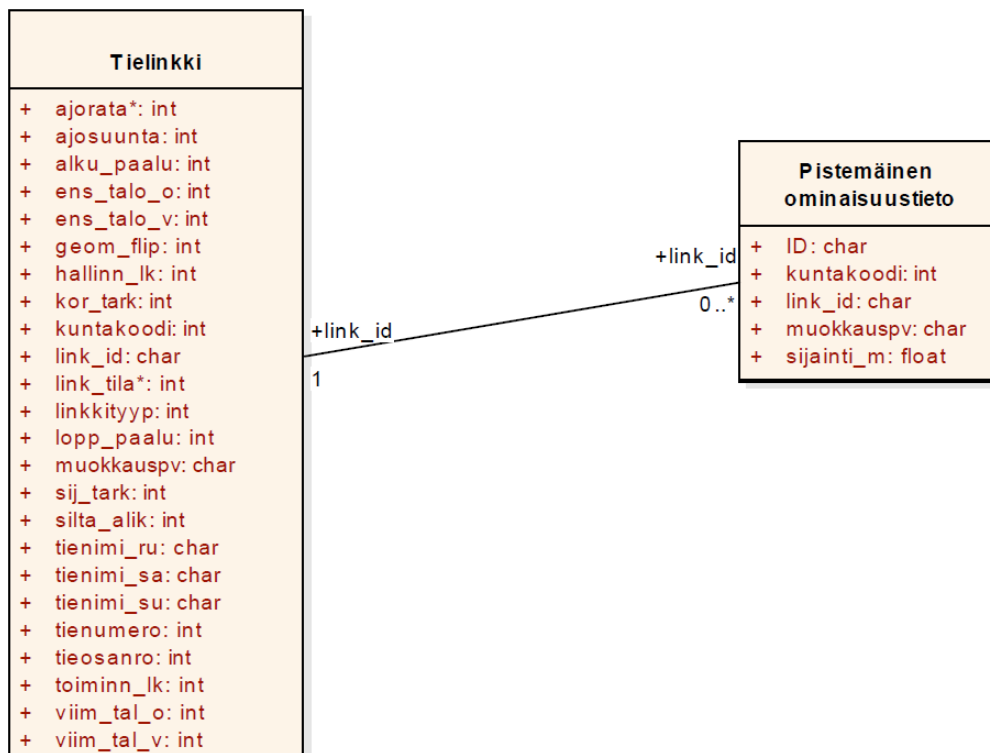 Tielinkki
+ ajorata*: int
+ ajosuunta: int
+ alku_paalu: int
+ ens_talo_o: int
+ ens_talo_v: int
+ geom_flip: int
+ hallinn_lk: int
+ kor_tark: int
+ kuntakoodi: int
+ link_id: char
+ link_tila*: int
+ linkkityyp: int
+ lopp_paalu: int
+ muokkauspv: char
+ sij_tark: int
+ silta_alik: int
+ tienimi_ru: char
+ tienimi_sa: char
+ tienimi_su: char
+ tienumero: int
+ tieosanro: int
+ toiminn_lk: int
+ viim_tal_o: int
+ viim_tal_v: int
+link_id
1
+link_id
0..*
Pistemäinen
ominaisuustieto
+ ID: char
+ kuntakoodi: int
+ link_id: char
+ muokkauspv: char
+ sijainti_m: float